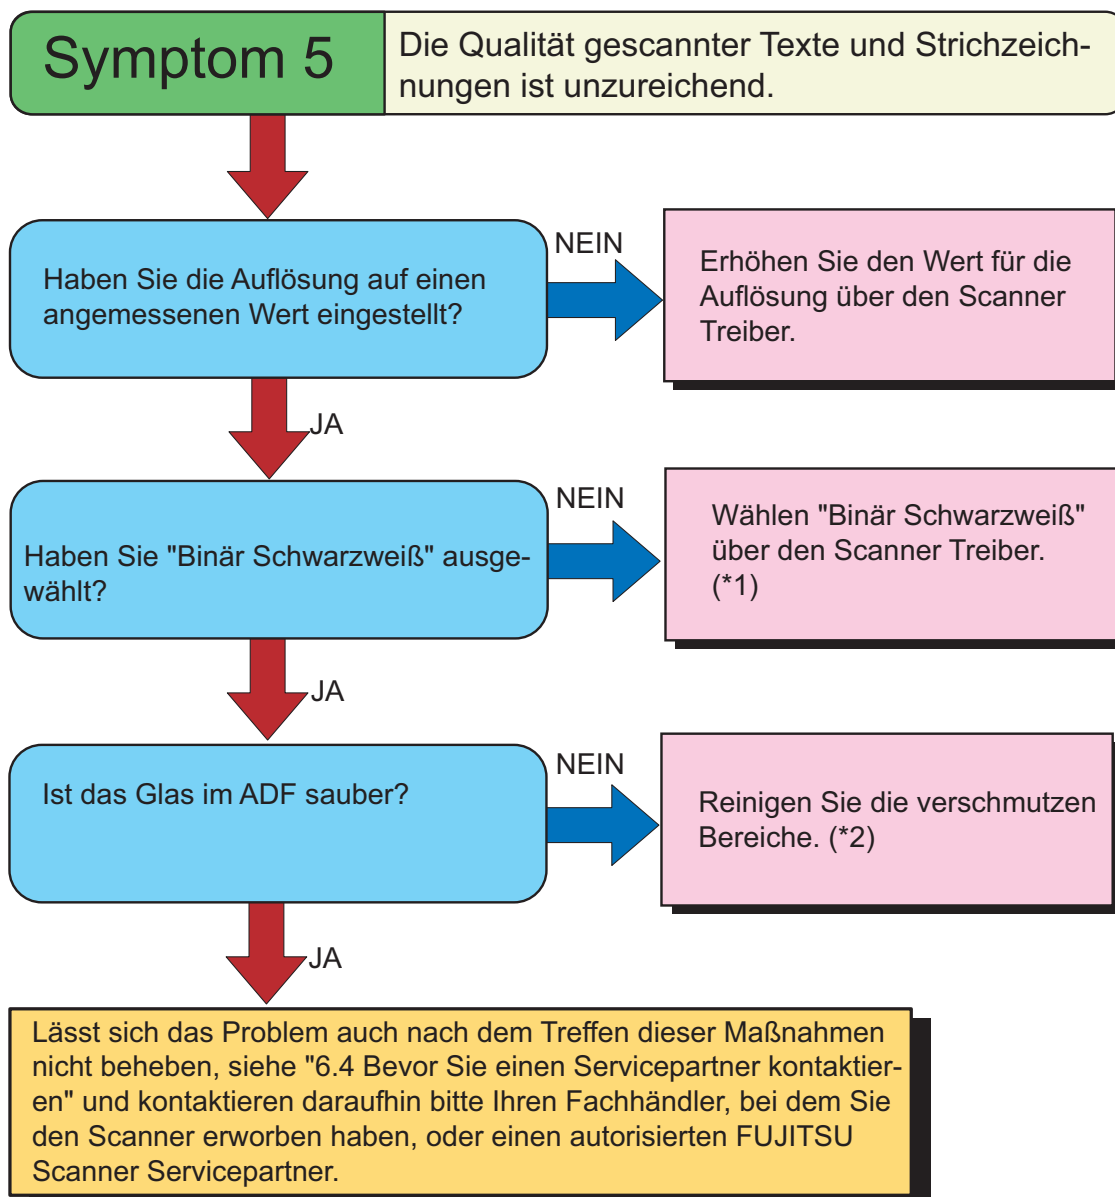 Symptom 5
Die Qualität gescannter Texte und Strichzeich-
nungen ist unzureichend.
Haben Sie die Auflösung auf einen
angemessenen Wert eingestellt?
NEIN
Erhöhen Sie den Wert für die
Auflösung über den Scanner
Treiber.
JA
Haben Sie "Binär Schwarzweiß" ausge-
wählt?
NEIN
Wählen "Binär Schwarzweiß"
über den Scanner Treiber.
(*1)
JA
Ist das Glas im ADF sauber?
NEIN
Reinigen Sie die verschmutzen
Bereiche. (*2)
JA
Lässt sich das Problem auch nach dem Treffen dieser Maßnahmen
nicht beheben, siehe "6.4 Bevor Sie einen Servicepartner kontaktier-
en" und kontaktieren daraufhin bitte Ihren Fachhändler, bei dem Sie
den Scanner erworben haben, oder einen autorisierten FUJITSU
Scanner Servicepartner.